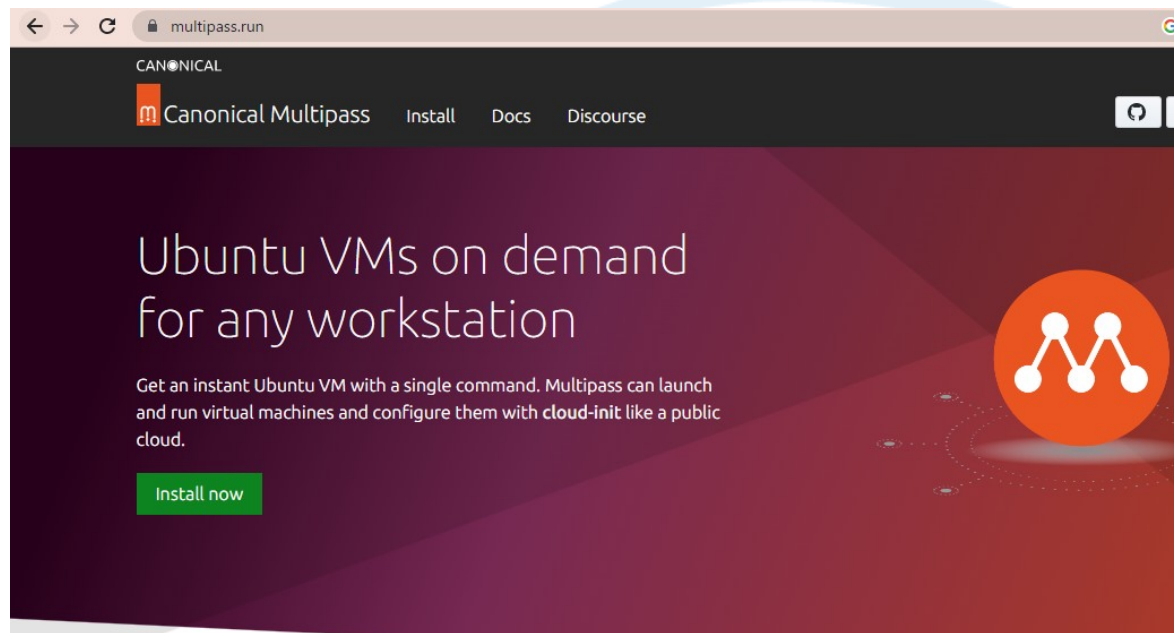 multipass.run
CANONICAL
Canonical Multipass Install Docs Discourse
Ubuntu VMs on demand
for any workstation
Get an instant Ubuntu VM with a single command. Multipass can launch
and run virtual machines and configure them with cloud-init like a public
cloud.
Install now